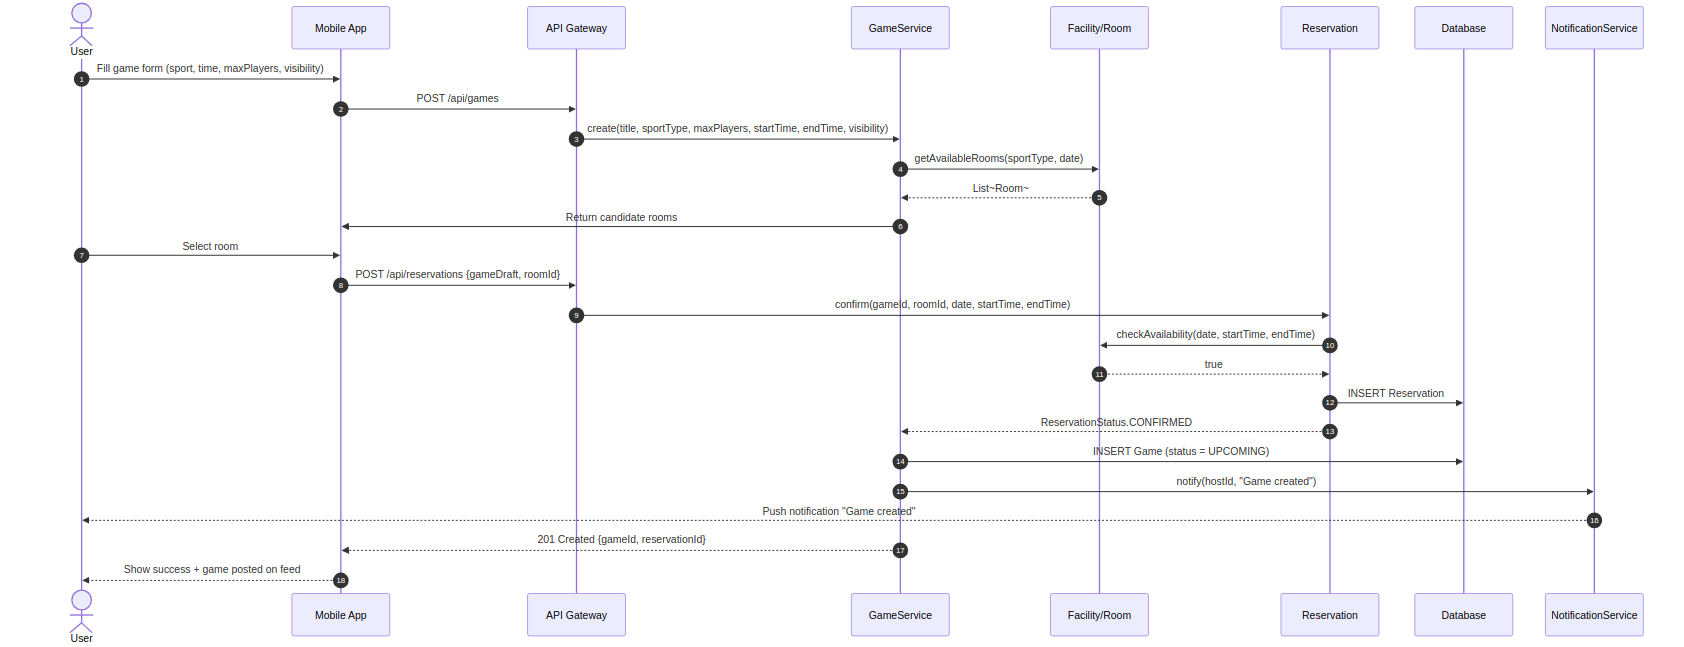 User
Mobile App
API Gateway
GameService
Facility/Room
Reservation
Database
NotificationService
1
Fill game form (sport, time, maxPlayers, visibility)
2
POST /api/games
3
create(title, sportType, maxPlayers, startTime, endTime, visibility)
4
getAvailableRooms(sportType, date)
5
List~Room~
6
Return candidate rooms
7
Select room
8
POST /api/reservations {gameDraft, roomId}
9
confirm(gameId, roomId, date, startTime, endTime)
10
checkAvailability(date, startTime, endTime)
11
true
12
INSERT Reservation
13
ReservationStatus.CONFIRMED
14
INSERT Game (status = UPCOMING)
15
notify(hostId, "Game created")
16
Push notification "Game created"
17
201 Created {gameId, reservationId}
18
Show success + game posted on feed
User
Mobile App
API Gateway
GameService
Facility/Room
Reservation
Database
NotificationService